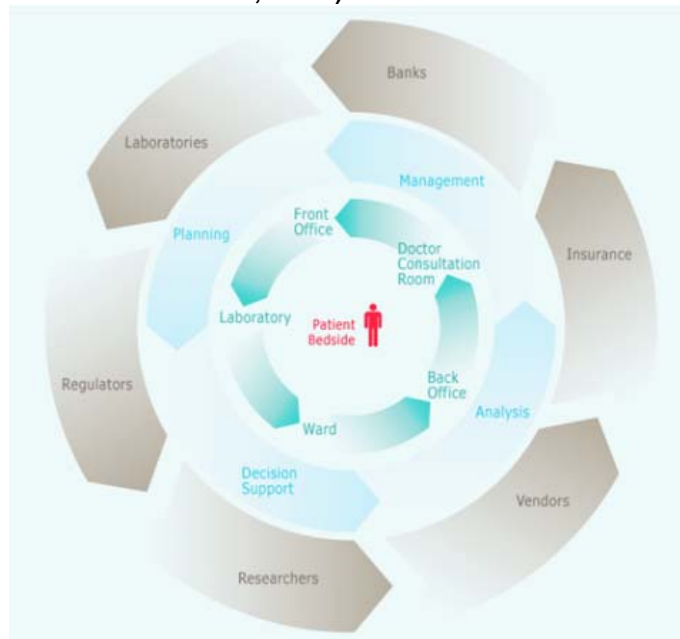 Banks
Laboratories
Management
Front
Office
Planning
Doctor
Consultation
Room
Insurance
Laboratory
Patient
Bedside
Regulators
Back
Office
Analysis
Ward
Decision
Support
Vendors
Researchers